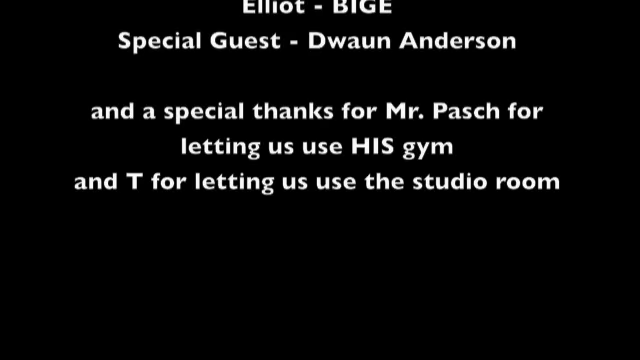 Elliot - BIGE
Special Guest - Dwaun Anderson
and a special thanks for Mr. Pasch for
letting us use HIS gym
and T for letting us use the studio room